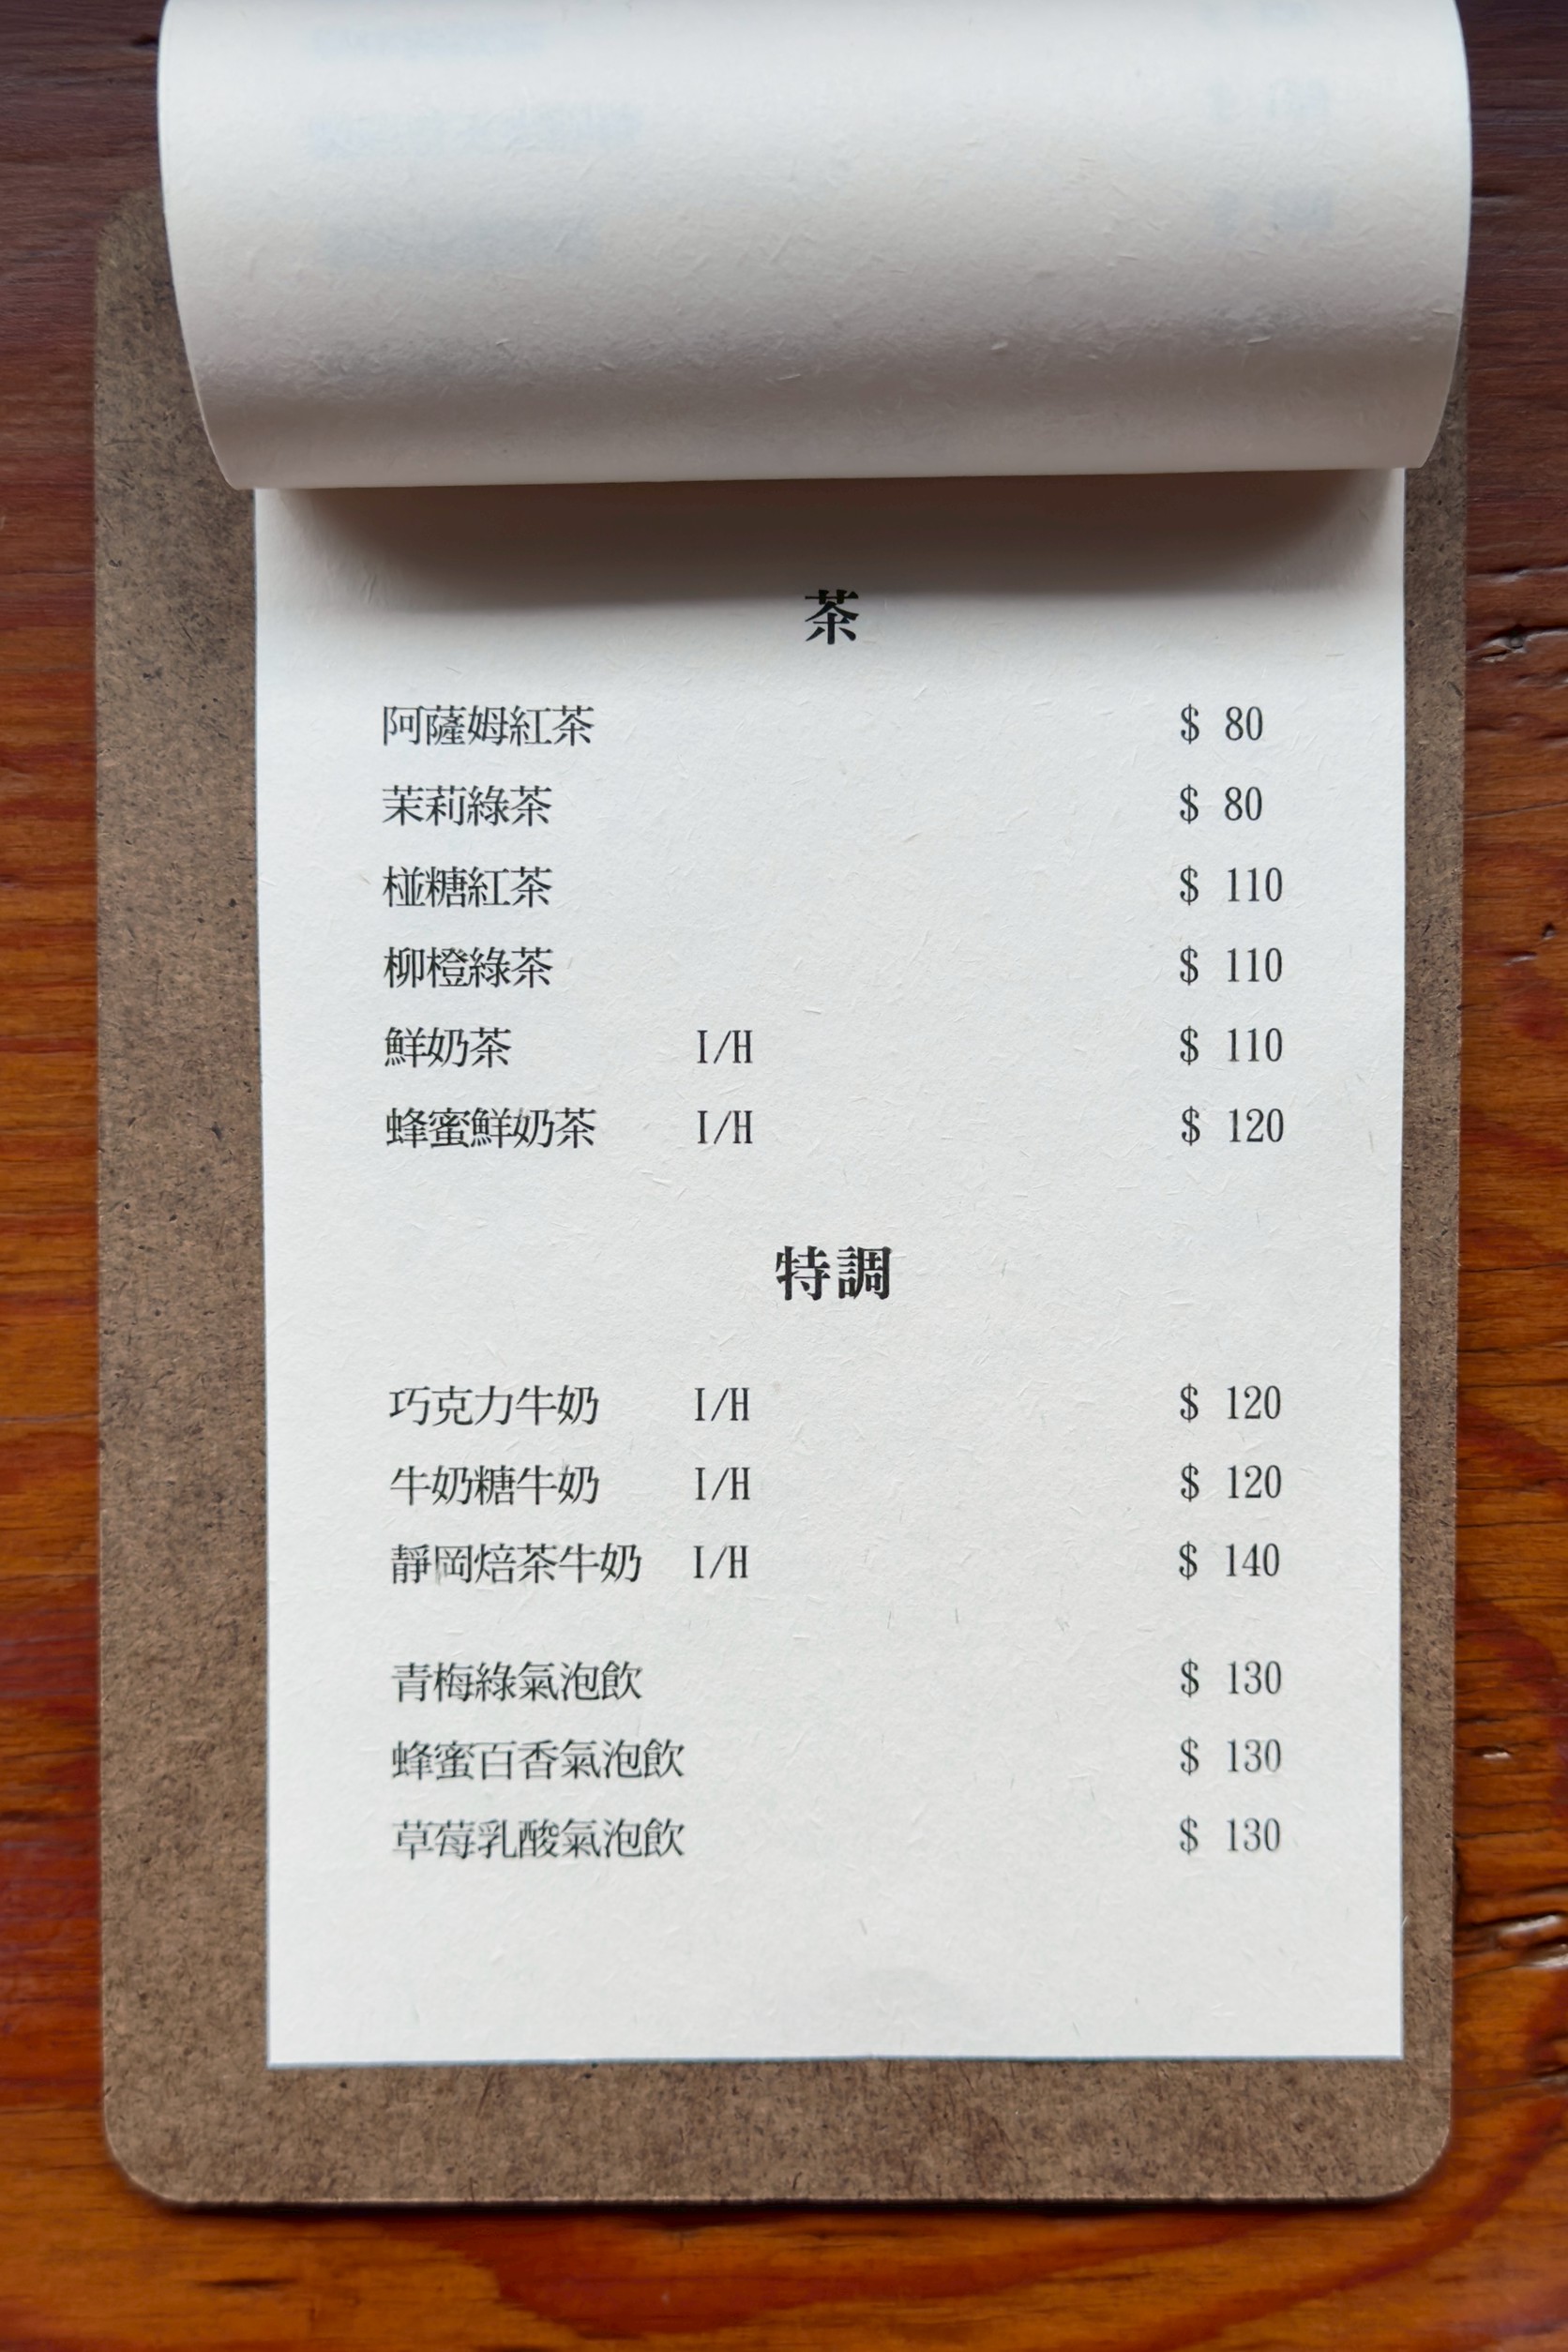 茶
阿薩姆紅茶 $ 80
茉莉綠茶 $ 80
椪糖紅茶 $ 110
柳橙綠茶 $ 110
鮮奶茶 I/H $ 110
蜂蜜鮮奶茶 I/H $ 120
特調
巧克力牛奶 I/H $ 120
牛奶糖牛奶 I/H $ 120
靜岡焙茶牛奶 I/H $ 140
青梅綠氣泡飲 $ 130
蜂蜜百香氣泡飲 $ 130
草莓乳酸氣泡飲 $ 130